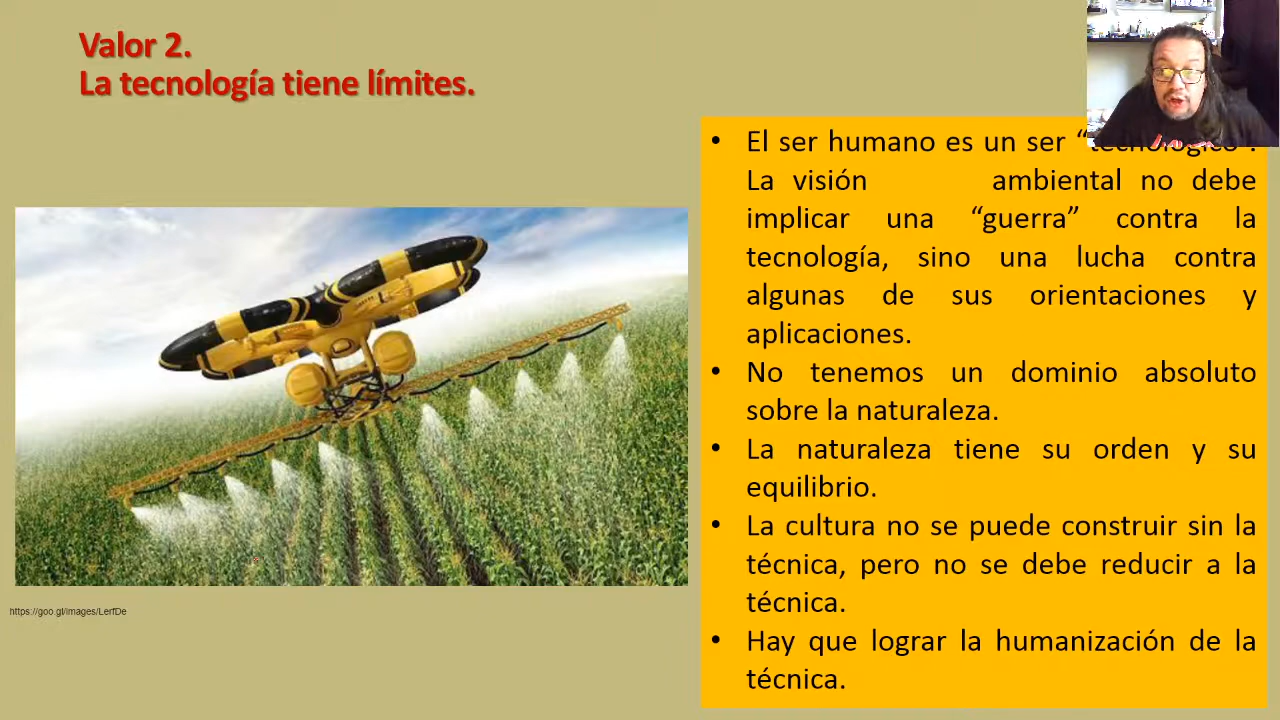 Valor 2.
La tecnología tiene límites.
• El ser humano es un ser “tecnológico”.
La visión ambiental no debe
implicar una “guerra” contra la
tecnología, sino una lucha contra
algunas de sus orientaciones y
aplicaciones.
• No tenemos un dominio absoluto
sobre la naturaleza.
• La naturaleza tiene su orden y su
equilibrio.
• La cultura no se puede construir sin la
técnica, pero no se debe reducir a la
técnica.
• Hay que lograr la humanización de la
técnica.
https://goo.gl/images/LerfDe